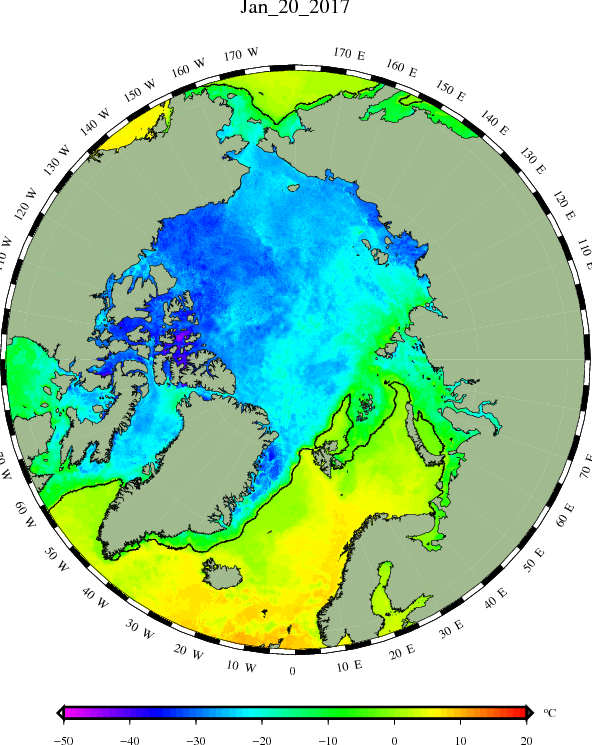 Jan_20_2017
170 W
170 E
160 W
160 E
150 W
150 E
140 W
140 E
130 W
130 E
120 W
120 E
110 E
70 E
60 W
60 E
50 W
50 E
40 W
40 E
30 W
30 E
20 W
20 E
10 W
10 E
0
°C
−50 −40 −30 −20 −10 0 10 20